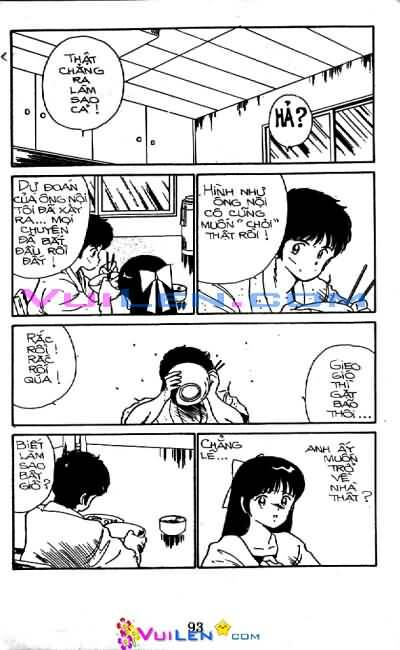 THẬT
CHẲNG
RA
LÀM
SAO
CẢ!
HẢ?
DỰ ĐOÁN
CỦA ÔNG NỘI
TÔI ĐÃ XẢY
RA... MỌI
CHUYỆN
ĐÃ BẮT
ĐẦU RỒI
ĐẤY!
HÌNH NHƯ
ÔNG NỘI
CÔ CŨNG
MUỐN "CHƠI"
THẬT RỒI!
VUILEN.COM
RẮC
RỐI!
RẮC
RỐI
QUÁ!
GIEO
GIÓ
THÌ
GẶT
BÃO
THÔI...
BIẾT
LÀM
SAO
BÂY
GIỜ?
CHẲNG
LẼ...
ANH ẤY
MUỐN
TRỞ
VỀ
NHÀ
THẬT?
93
VUILEN.COM